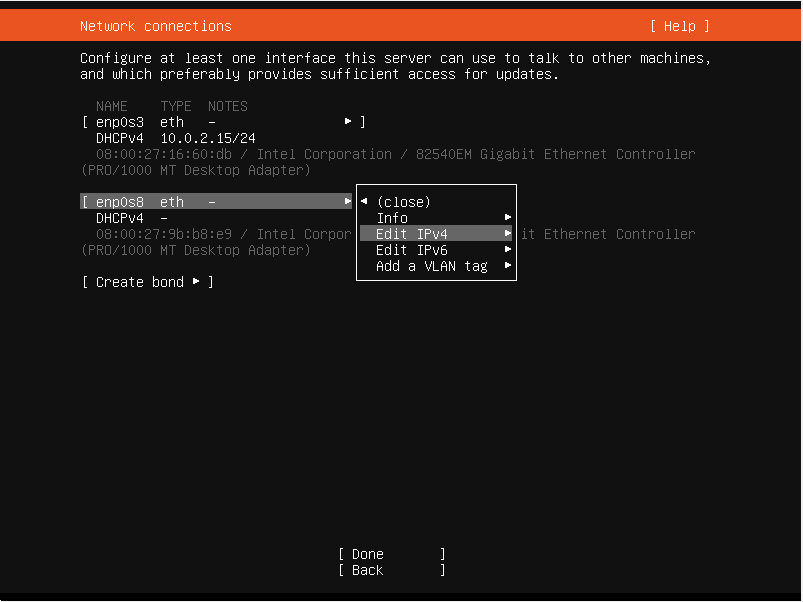 Network connections [ Help ]
Configure at least one interface this server can use to talk to other machines,
and which preferably provides sufficient access for updates.
NAME TYPE NOTES
[ enp0s3 eth - ▸ ]
DHCPv4 10.0.2.15/24
08:00:27:16:60:db / Intel Corporation / 82540EM Gigabit Ethernet Controller
(PRO/1000 MT Desktop Adapter)
[ enp0s8 eth - ▸
DHCPv4 -
08:00:27:9b:b8:e9 / Intel Corpor
it Ethernet Controller
(PRO/1000 MT Desktop Adapter)
◂ (close)
Info ▸
Edit IPv4 ▸
Edit IPv6 ▸
Add a VLAN tag ▸
[ Create bond ▸ ]
[ Done ]
[ Back ]